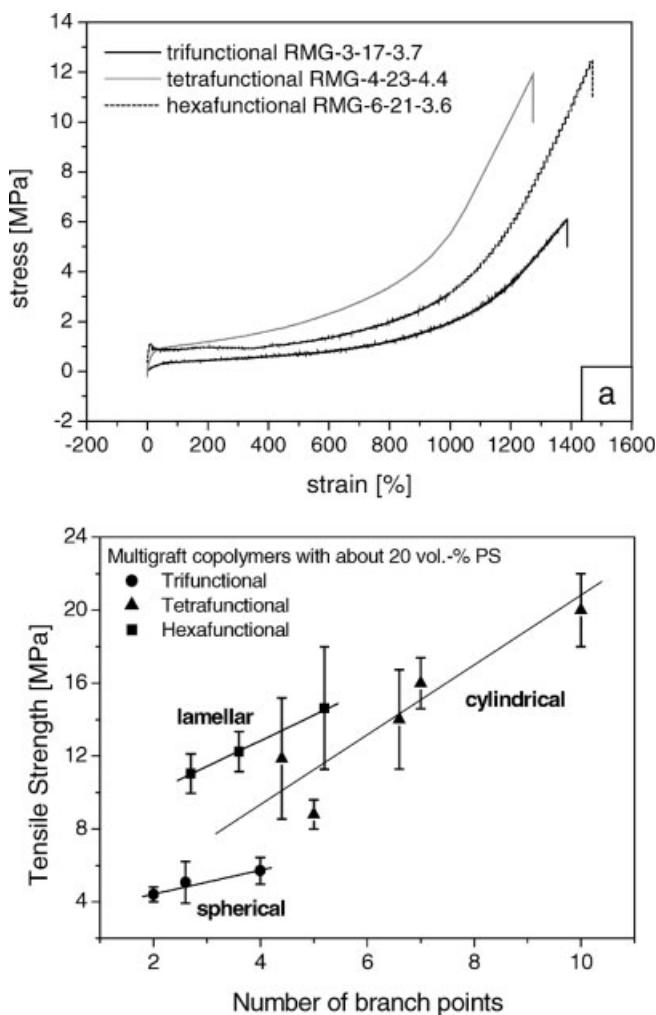 14
12
10
8
6
4
2
0
-2
stress [MPa]
trifunctional RMG-3-17-3.7
tetrafunctional RMG-4-23-4.4
hexafunctional RMG-6-21-3.6
a
-200 0 200 400 600 800 1000 1200 1400 1600
strain [%]
24
20
16
12
8
4
Tensile Strength [MPa]
Multigraft copolymers with about 20 vol.-% PS
Trifunctional
Tetrafunctional
Hexafunctional
lamellar
cylindrical
spherical
2 4 6 8 10
Number of branch points